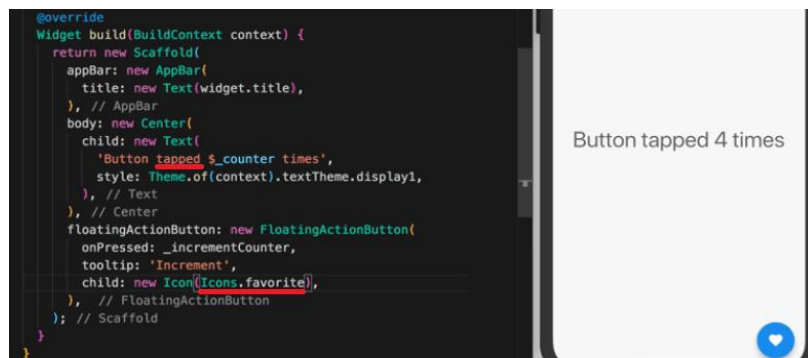 @override
Widget build(BuildContext context) {
return new Scaffold(
appBar: new AppBar(
title: new Text(widget.title),
), // AppBar
body: new Center(
child: new Text(
'Button tapped $_counter times',
style: Theme.of(context).textTheme.display1,
), // Text
), // Center
floatingActionButton: new FloatingActionButton(
onPressed: _incrementCounter,
tooltip: 'Increment',
child: new Icon(Icons.favorite),
), // FloatingActionButton
); // Scaffold
}
}
Button tapped 4 times